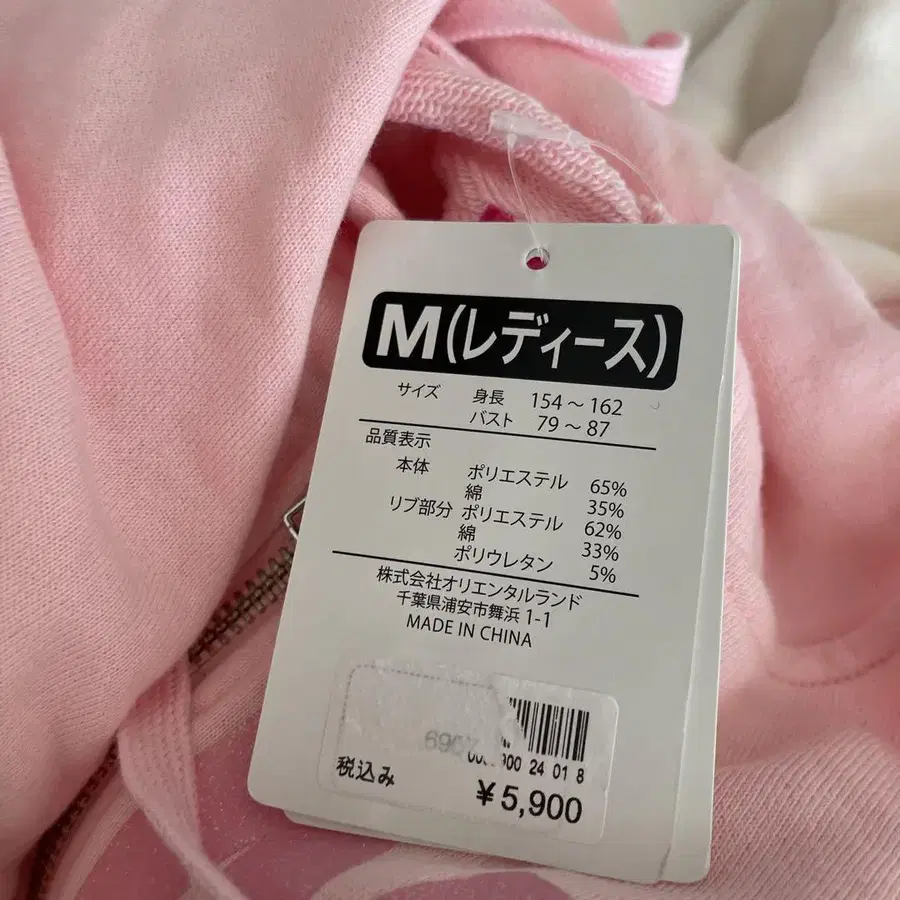 M(レディース)
サイズ 身長 154～162
バスト 79～87
品質表示
本体 ポリエステル 65%
綿 35%
リブ部分 ポリエステル 62%
綿 33%
ポリウレタン 5%
株式会社オリエンタルランド
千葉県浦安市舞浜1-1
MADE IN CHINA
24 01 8
税込み ¥5,900